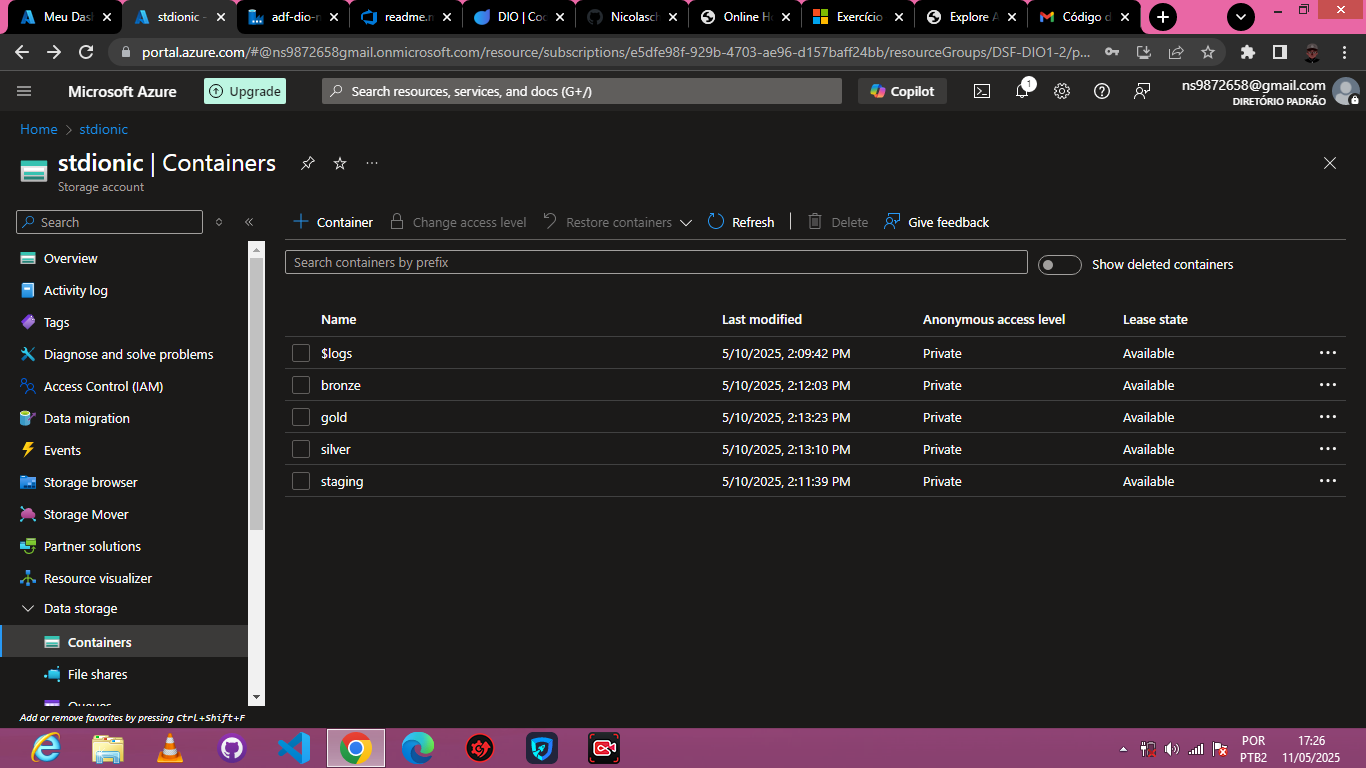 Meu Dasl
stdionic -
adf-dio-n
readme.n
DIO | Coc
Nicolasch
Online H
Exercício
Explore A
Código d
portal.azure.com/#@ns9872658gmail.onmicrosoft.com/resource/subscriptions/e5dfe98f-929b-4703-ae96-d157baff24bb/resourceGroups/DSF-DIO1-2/p...
Microsoft Azure
Upgrade
Search resources, services, and docs (G+/)
Copilot
1
ns9872658@gmail.com
DIRETÓRIO PADRÃO
Home > stdionic
stdionic | Containers
...
Storage account
Search
Container
Change access level
Restore containers
Refresh
Delete
Give feedback
Search containers by prefix
Show deleted containers
Overview
Activity log
Tags
Diagnose and solve problems
Access Control (IAM)
Data migration
Events
Storage browser
Storage Mover
Partner solutions
Resource visualizer
Data storage
Containers
File shares
Queues
Add or remove favorites by pressing Ctrl+Shift+F
Name Last modified Anonymous access level Lease state
$logs 5/10/2025, 2:09:42 PM Private Available
bronze 5/10/2025, 2:12:03 PM Private Available
gold 5/10/2025, 2:13:23 PM Private Available
silver 5/10/2025, 2:13:10 PM Private Available
staging 5/10/2025, 2:11:39 PM Private Available
POR
PTB2
17:26
11/05/2025